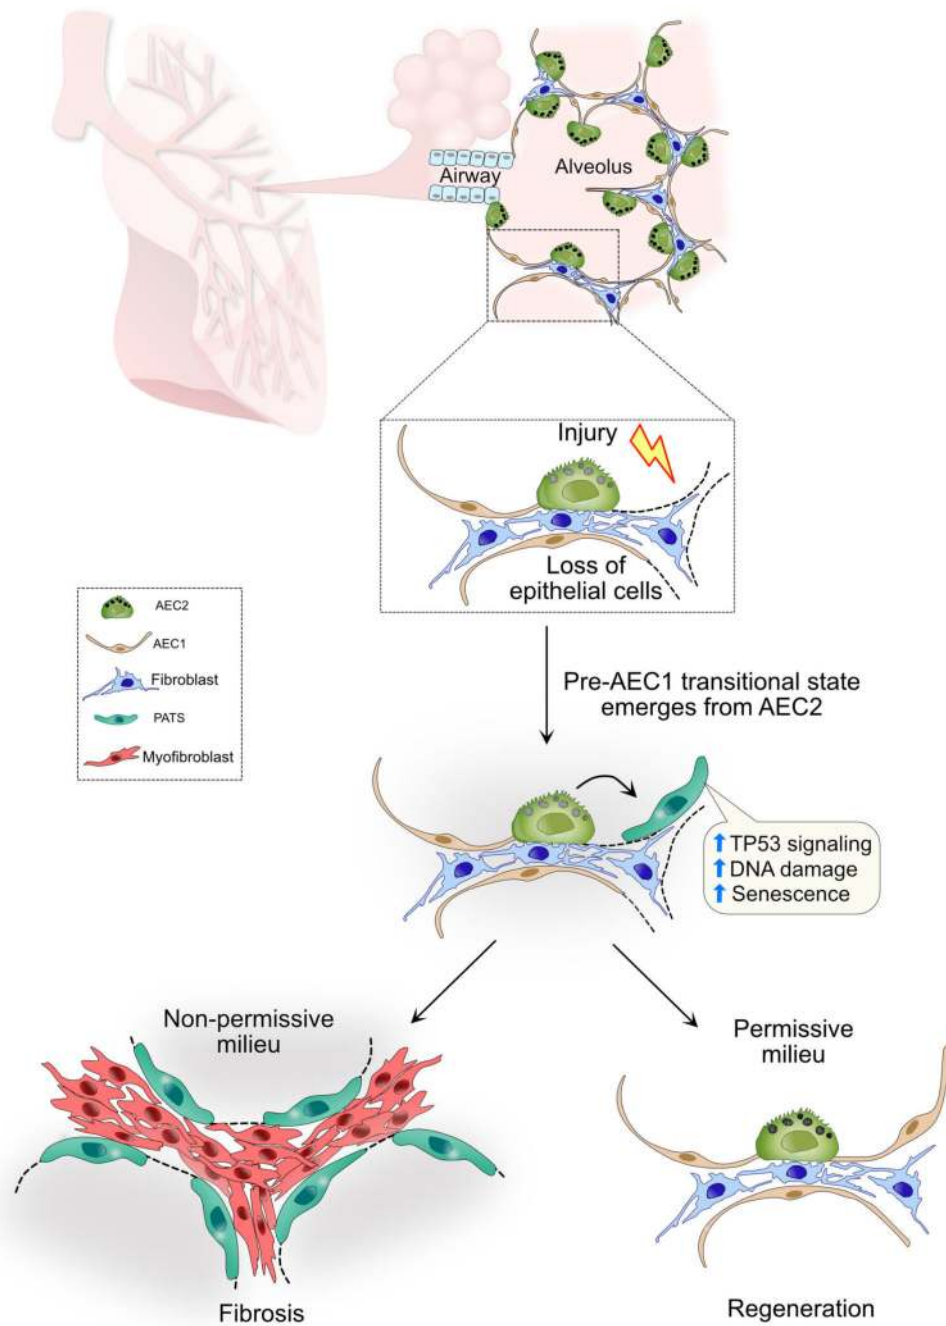 Airway
Alveolus
Injury
Loss of
epithelial cells
AEC2
AEC1
Fibroblast
PATS
Myofibroblast
Pre-AEC1 transitional state
emerges from AEC2
TP53 signaling
DNA damage
Senescence
Non-permissive
milieu
Permissive
milieu
Fibrosis
Regeneration